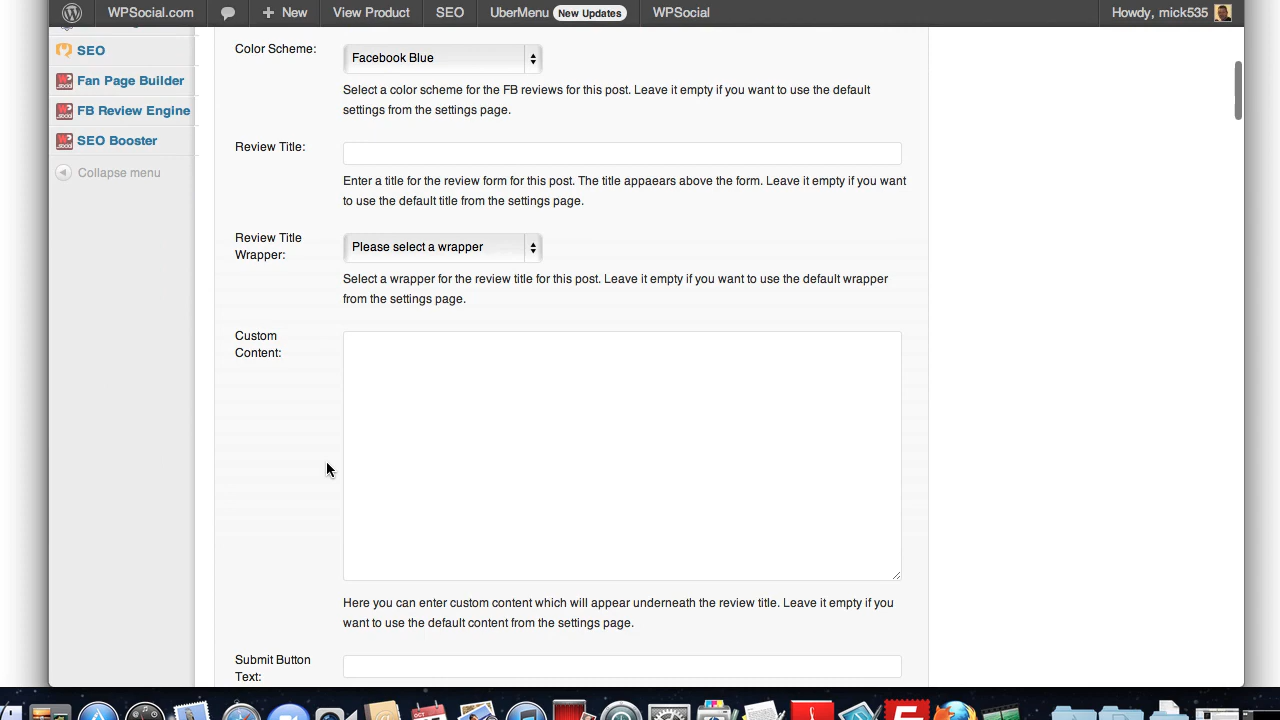 WPSocial.com + New View Product SEO UberMenu New Updates WPSocial Howdy, mick535
SEO
Fan Page Builder
FB Review Engine
SEO Booster
Collapse menu
Color Scheme:
Facebook Blue
Select a color scheme for the FB reviews for this post. Leave it empty if you want to use the default
settings from the settings page.
Review Title:
Enter a title for the review form for this post. The title appaears above the form. Leave it empty if you want
to use the default title from the settings page.
Review Title
Wrapper:
Please select a wrapper
Select a wrapper for the review title for this post. Leave it empty if you want to use the default wrapper
from the settings page.
Custom
Content:
Here you can enter custom content which will appear underneath the review title. Leave it empty if you
want to use the default content from the settings page.
Submit Button
Text: